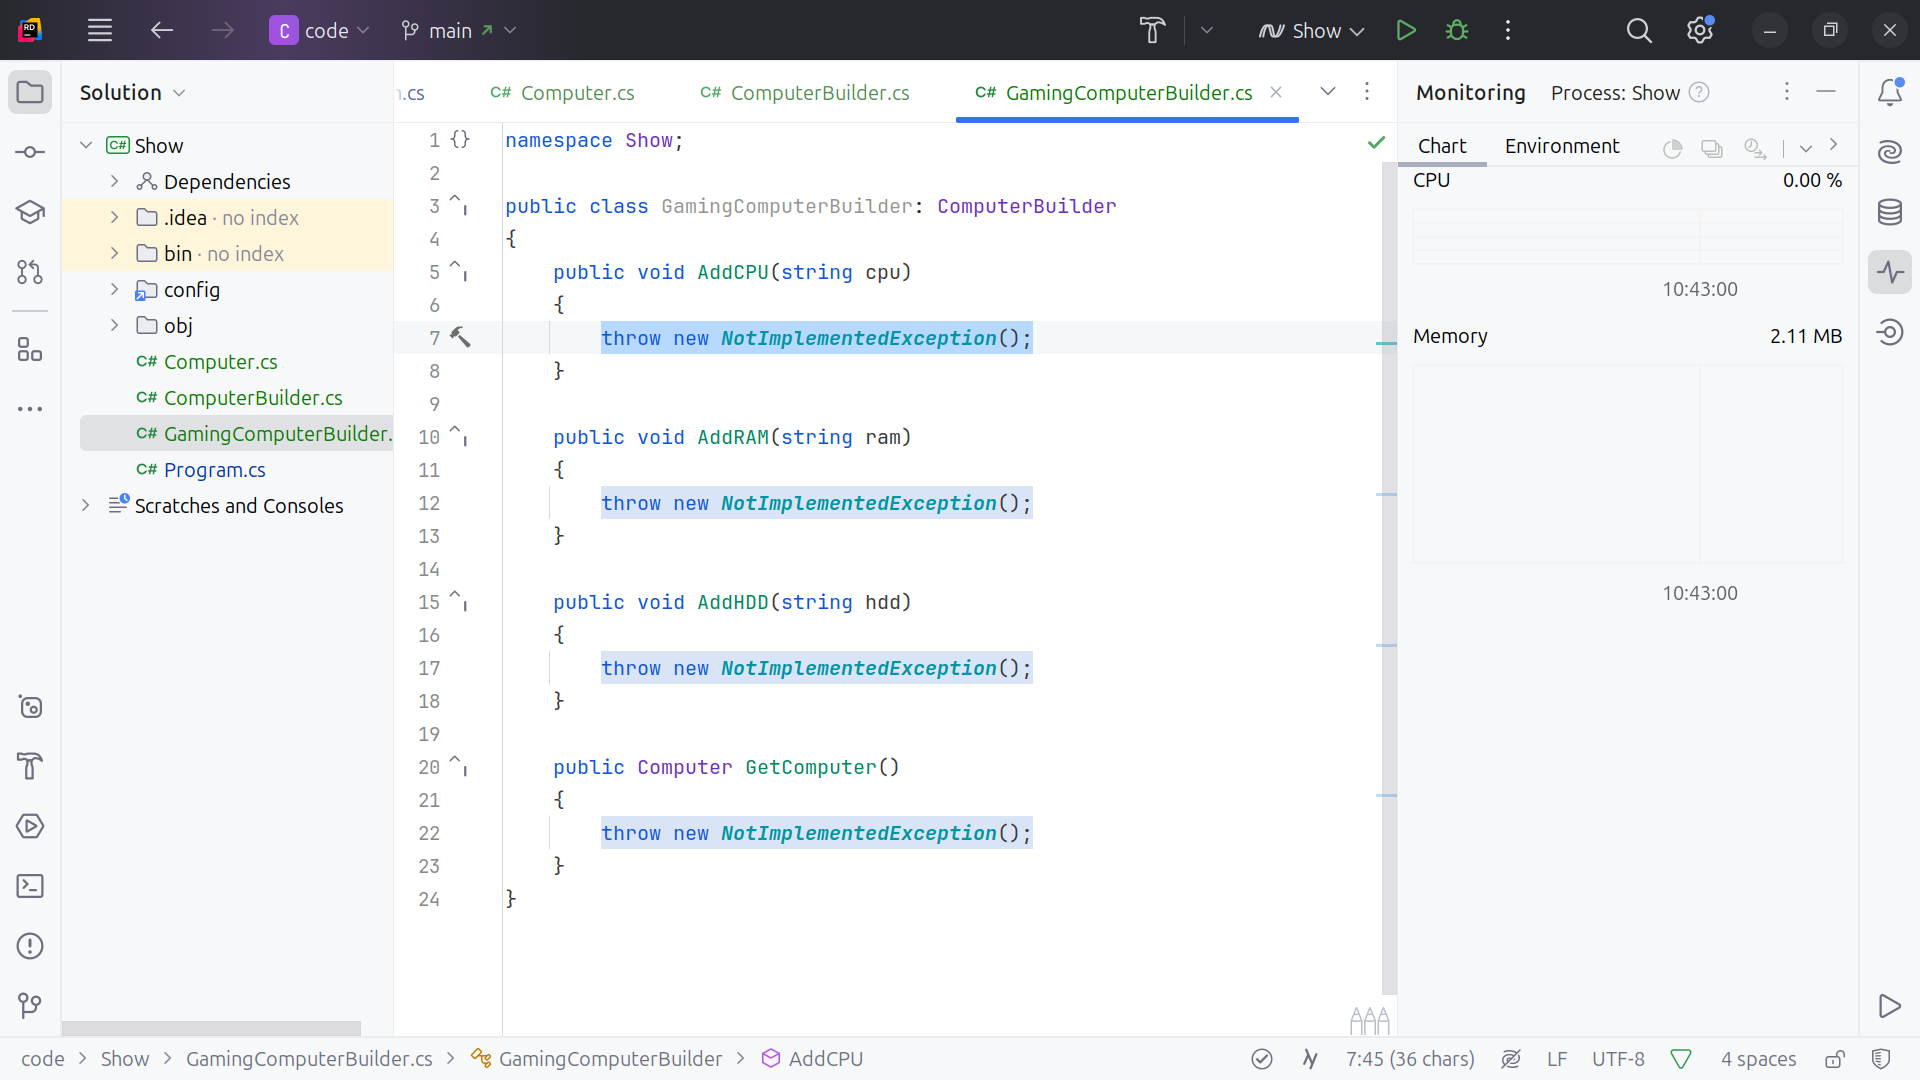 RD
C code
main
Show
Solution
Show
Dependencies
.idea · no index
bin · no index
config
obj
C# Computer.cs
C# ComputerBuilder.cs
C# GamingComputerBuilder.
C# Program.cs
Scratches and Consoles
.cs
C# Computer.cs
C# ComputerBuilder.cs
C# GamingComputerBuilder.cs
1 {} namespace Show;
2
3 public class GamingComputerBuilder: ComputerBuilder
4 {
5 public void AddCPU(string cpu)
6 {
7 throw new NotImplementedException();
8 }
9
10 public void AddRAM(string ram)
11 {
12 throw new NotImplementedException();
13 }
14
15 public void AddHDD(string hdd)
16 {
17 throw new NotImplementedException();
18 }
19
20 public Computer GetComputer()
21 {
22 throw new NotImplementedException();
23 }
24 }
Monitoring Process: Show ?
Chart Environment
CPU 0.00 %
10:43:00
Memory 2.11 MB
10:43:00
code > Show > GamingComputerBuilder.cs > GamingComputerBuilder > AddCPU
7:45 (36 chars) LF UTF-8 4 spaces